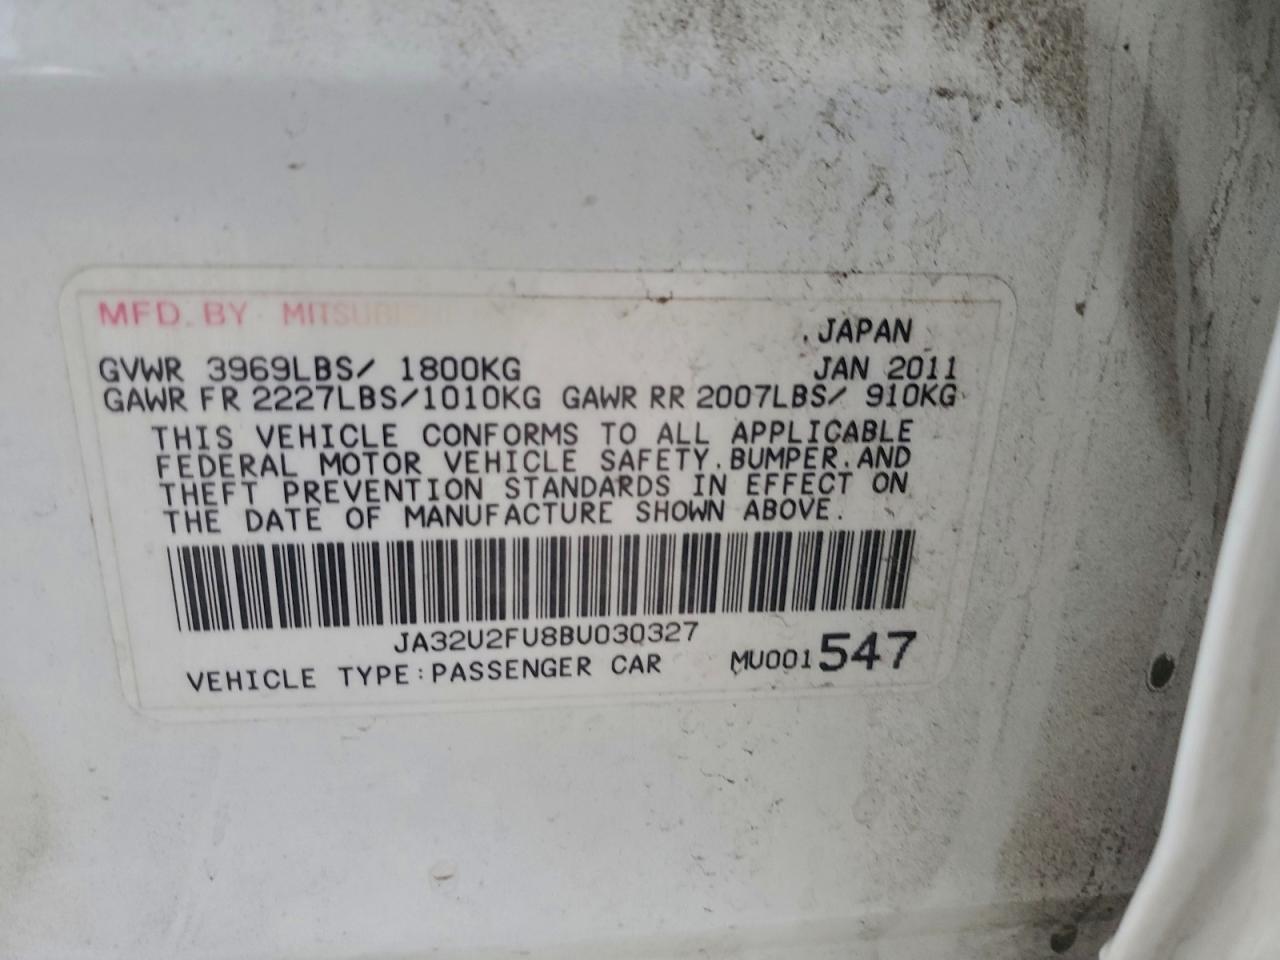 MFD. BY MITSUBISHI
JAPAN
GVWR 3969LBS/ 1800KG JAN 2011
GAWR FR 2227LBS/1010KG GAWR RR 2007LBS/ 910KG
THIS VEHICLE CONFORMS TO ALL APPLICABLE
FEDERAL MOTOR VEHICLE SAFETY, BUMPER, AND
THEFT PREVENTION STANDARDS IN EFFECT ON
THE DATE OF MANUFACTURE SHOWN ABOVE.
JA32U2FU8BU030327
VEHICLE TYPE: PASSENGER CAR MU001547